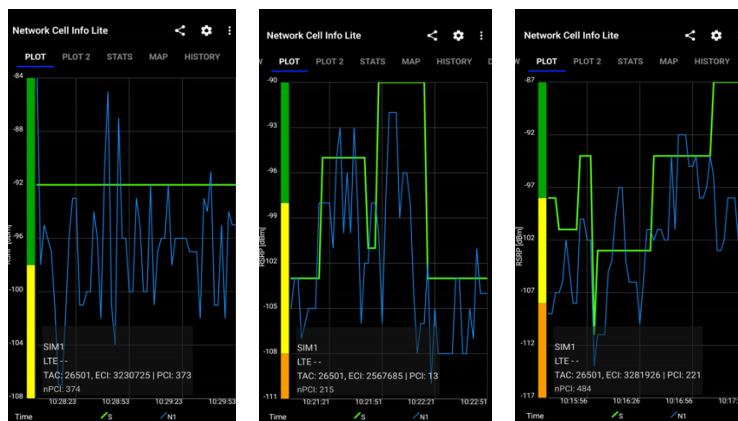 Network Cell Info Lite
PLOT PLOT 2 STATS MAP HISTORY
-84
-88
-92
-96
RSRP [dBm]
-100
-104
-108
SIM1
LTE - -
TAC: 26501, ECI: 3230725 | PCI: 373
nPCI: 374
10:28:23 10:28:53 10:29:23 10:29:53
Time S N1
Network Cell Info Lite
W PLOT PLOT 2 STATS MAP HISTORY D
-90
-93
-96
-99
RSRP [dBm]
-102
-105
-108
-111
SIM1
LTE - -
TAC: 26501, ECI: 2567685 | PCI: 13
nPCI: 215
10:21:21 10:21:51 10:22:21 10:22:51
Time S N1
Network Cell Info Lite
W PLOT PLOT 2 STATS MAP HISTORY
-87
-92
-97
RSRP [dBm]
-102
-107
-112
-117
SIM1
LTE - -
TAC: 26501, ECI: 3281926 | PCI: 221
nPCI: 484
10:15:56 10:16:26 10:16:56 10:17:
Time S N1